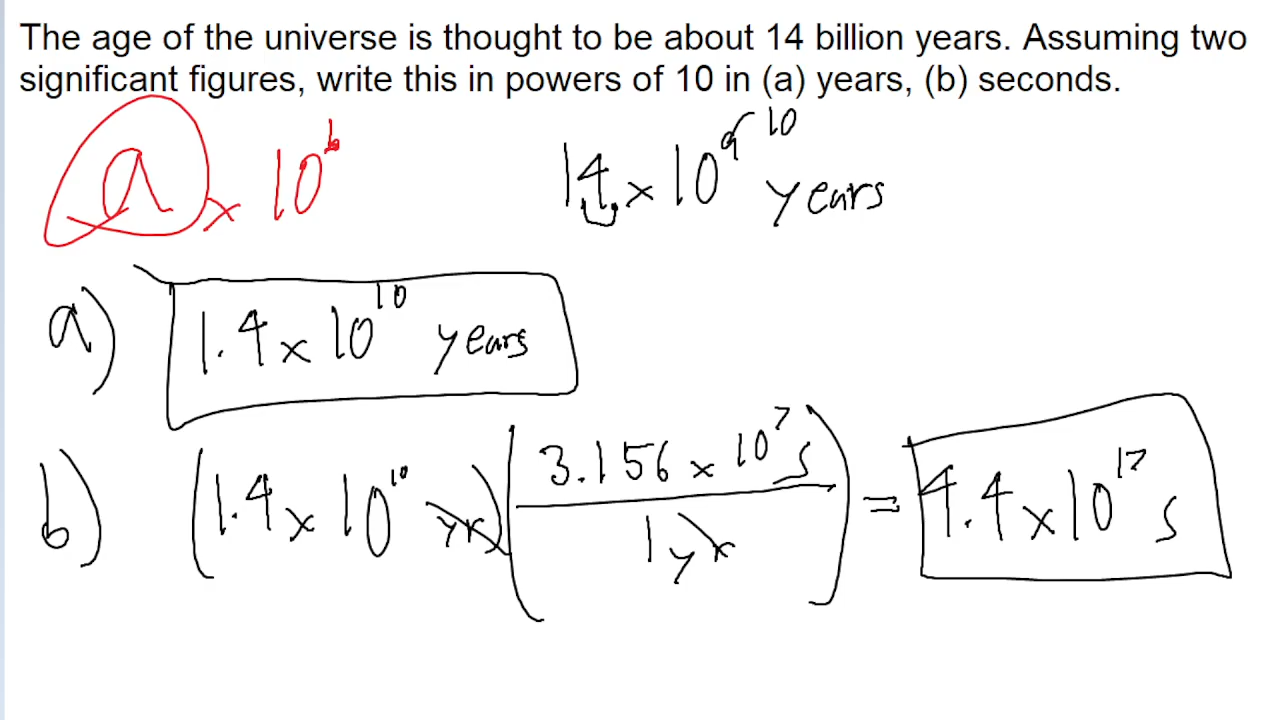 The age of the universe is thought to be about 14 billion years. Assuming two
significant figures, write this in powers of 10 in (a) years, (b) seconds.
a × 10^b
14. × 10^9 10 years
a) 1.4 × 10^10 years
b) (1.4 × 10^10 yr) (3.156 × 10^7 s / 1 yr) = 4.4 × 10^17 s